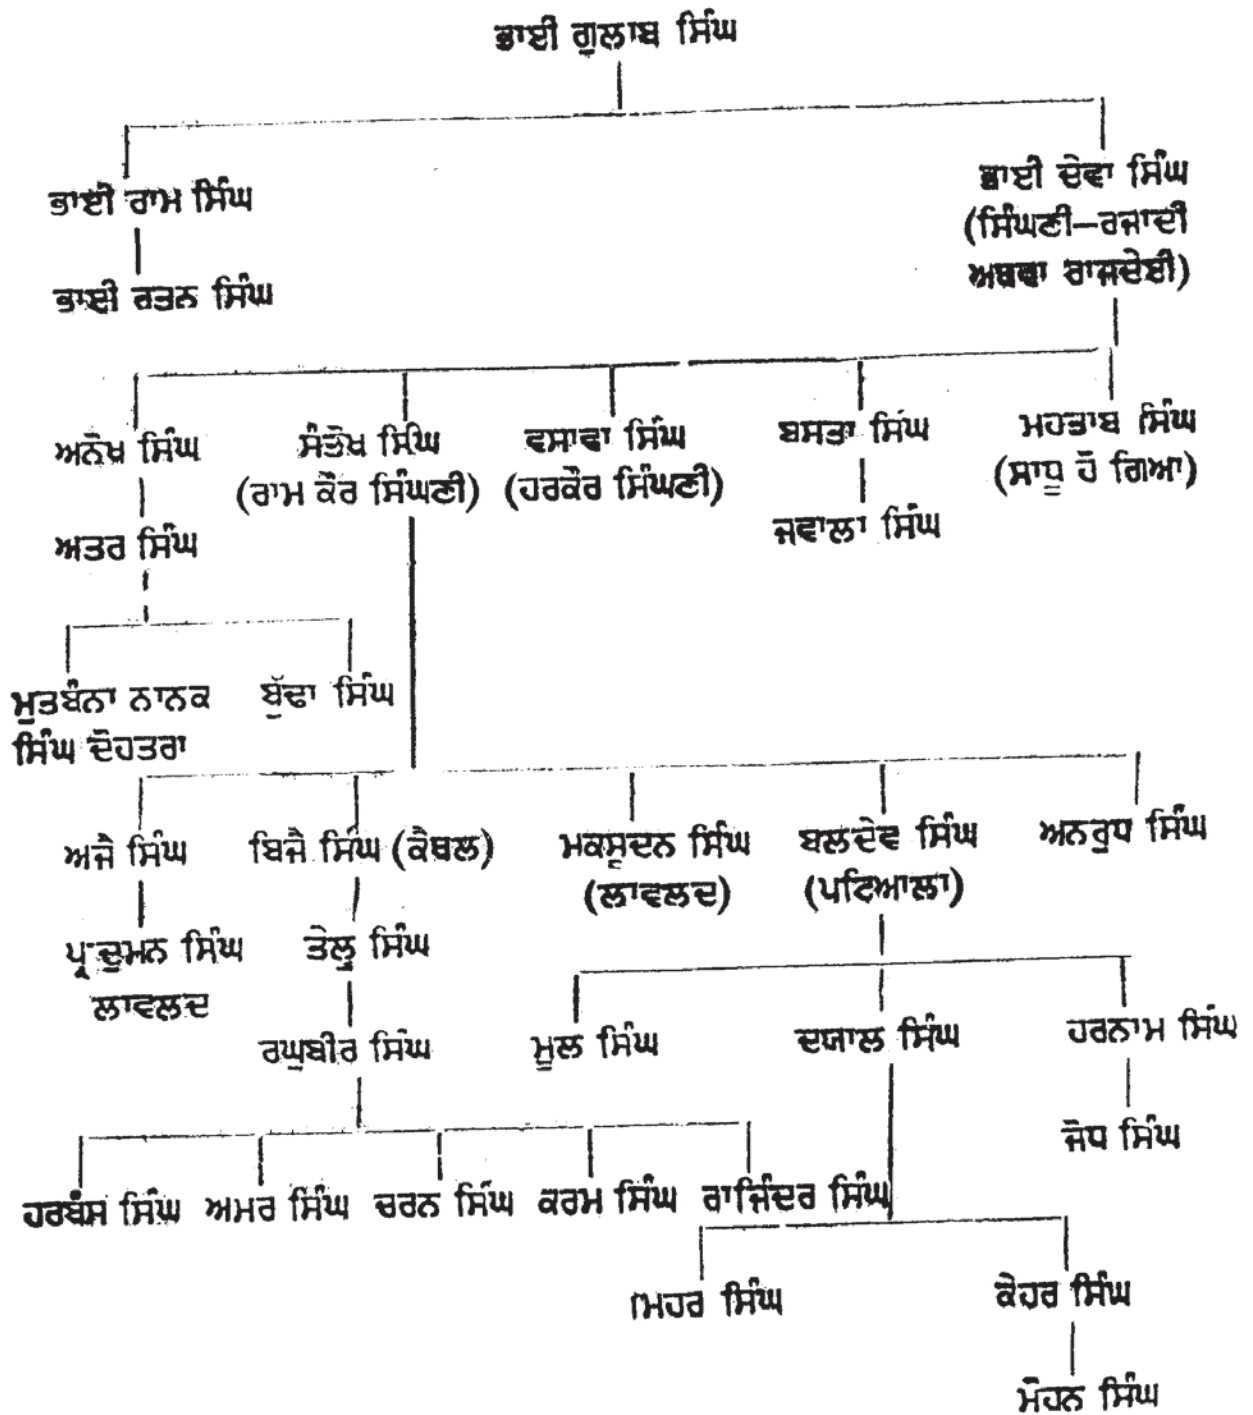 ਭਾਈ ਗੁਲਾਬ ਸਿੰਘ
ਭਾਈ ਰਾਮ ਸਿੰਘ
ਭਾਈ ਦੇਵਾ ਸਿੰਘ
(ਸਿੰਘਣੀ–ਰਜਾਦੀ
ਅਥਵਾ ਰਾਜਦੇਈ)
ਭਾਈ ਰਤਨ ਸਿੰਘ
ਅਨੋਖ ਸਿੰਘ
ਸੰਤੋਖ ਸਿੰਘ
(ਰਾਮ ਕੌਰ ਸਿੰਘਣੀ)
ਵਸਾਵਾ ਸਿੰਘ
(ਹਰਕੌਰ ਸਿੰਘਣੀ)
ਬਸਤਾ ਸਿੰਘ
ਮਹਤਾਬ ਸਿੰਘ
(ਸਾਧੂ ਹੋ ਗਿਆ)
ਅਤਰ ਸਿੰਘ
ਜਵਾਲਾ ਸਿੰਘ
ਮੁਤਬੰਨਾ ਨਾਨਕ
ਸਿੰਘ ਦੋਹਤਰਾ
ਬੁੱਢਾ ਸਿੰਘ
ਅਜੈ ਸਿੰਘ
ਬਿਜੈ ਸਿੰਘ (ਕੈਥਲ)
ਮਕਸੂਦਨ ਸਿੰਘ
(ਲਾਵਲਦ)
ਬਲਦੇਵ ਸਿੰਘ
(ਪਟਿਆਲਾ)
ਅਨਰੁਧ ਸਿੰਘ
ਪ੍ਰਦੁਮਨ ਸਿੰਘ
ਲਾਵਲਦ
ਤੇਲੂ ਸਿੰਘ
ਰਘੁਬੀਰ ਸਿੰਘ
ਮੂਲ ਸਿੰਘ
ਦਯਾਲ ਸਿੰਘ
ਹਰਨਾਮ ਸਿੰਘ
ਜੋਧ ਸਿੰਘ
ਹਰਬੰਸ ਸਿੰਘ
ਅਮਰ ਸਿੰਘ
ਚਰਨ ਸਿੰਘ
ਕਰਮ ਸਿੰਘ
ਰਾਜਿੰਦਰ ਸਿੰਘ
ਮਿਹਰ ਸਿੰਘ
ਕੇਹਰ ਸਿੰਘ
ਮੋਹਨ ਸਿੰਘ